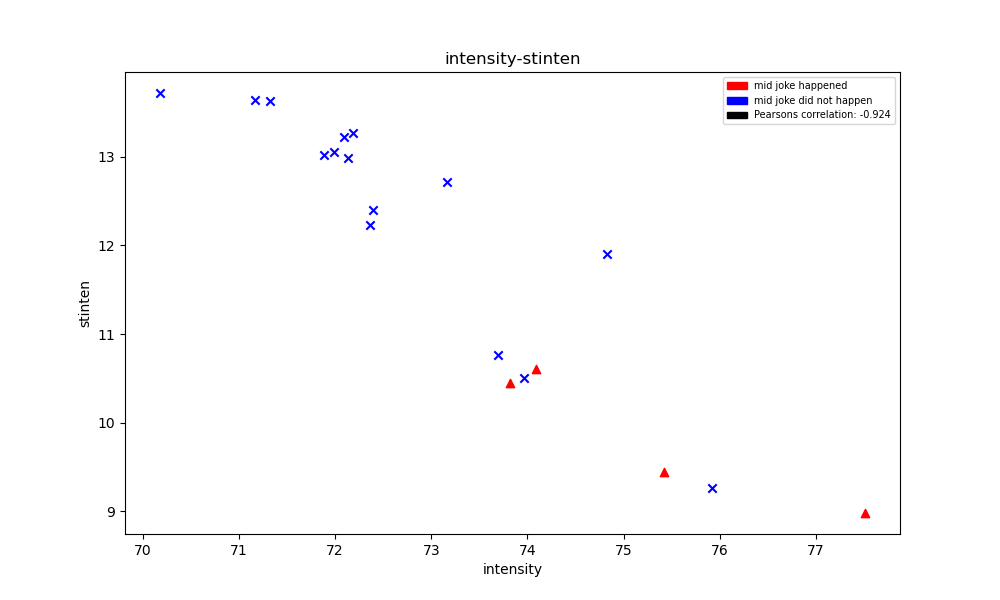 intensity-stinten
mid joke happened
mid joke did not happen
Pearsons correlation: -0.924
13
12
11
10
9
stinten
70 71 72 73 74 75 76 77
intensity